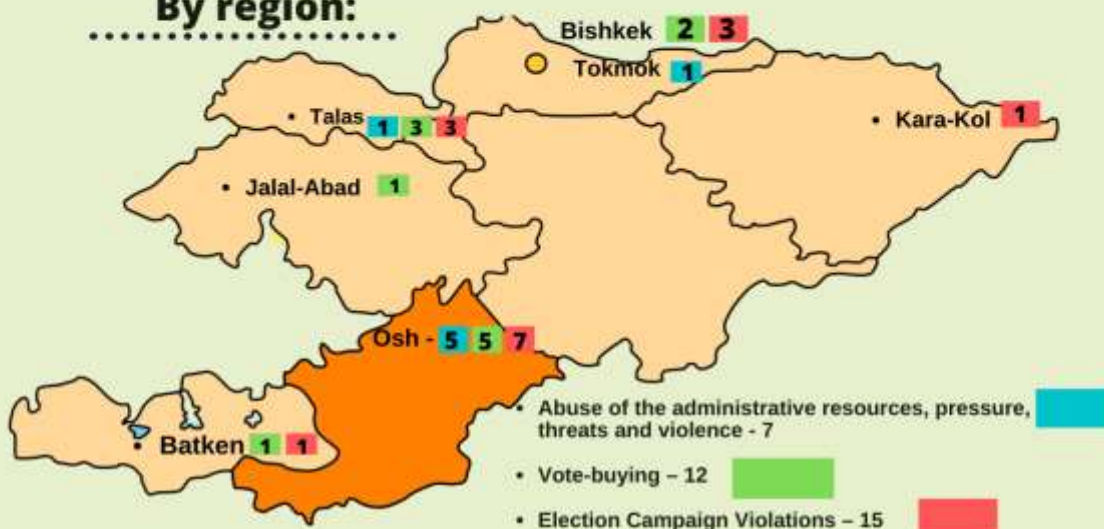 By region:
Bishkek 2 3
Tokmok 1
Talas 1 3 3
Kara-Kol 1
Jalal-Abad 1
Osh - 5 5 7
Batken 1 1
• Abuse of the administrative resources, pressure,
threats and violence - 7
• Vote-buying – 12
• Election Campaign Violations – 15